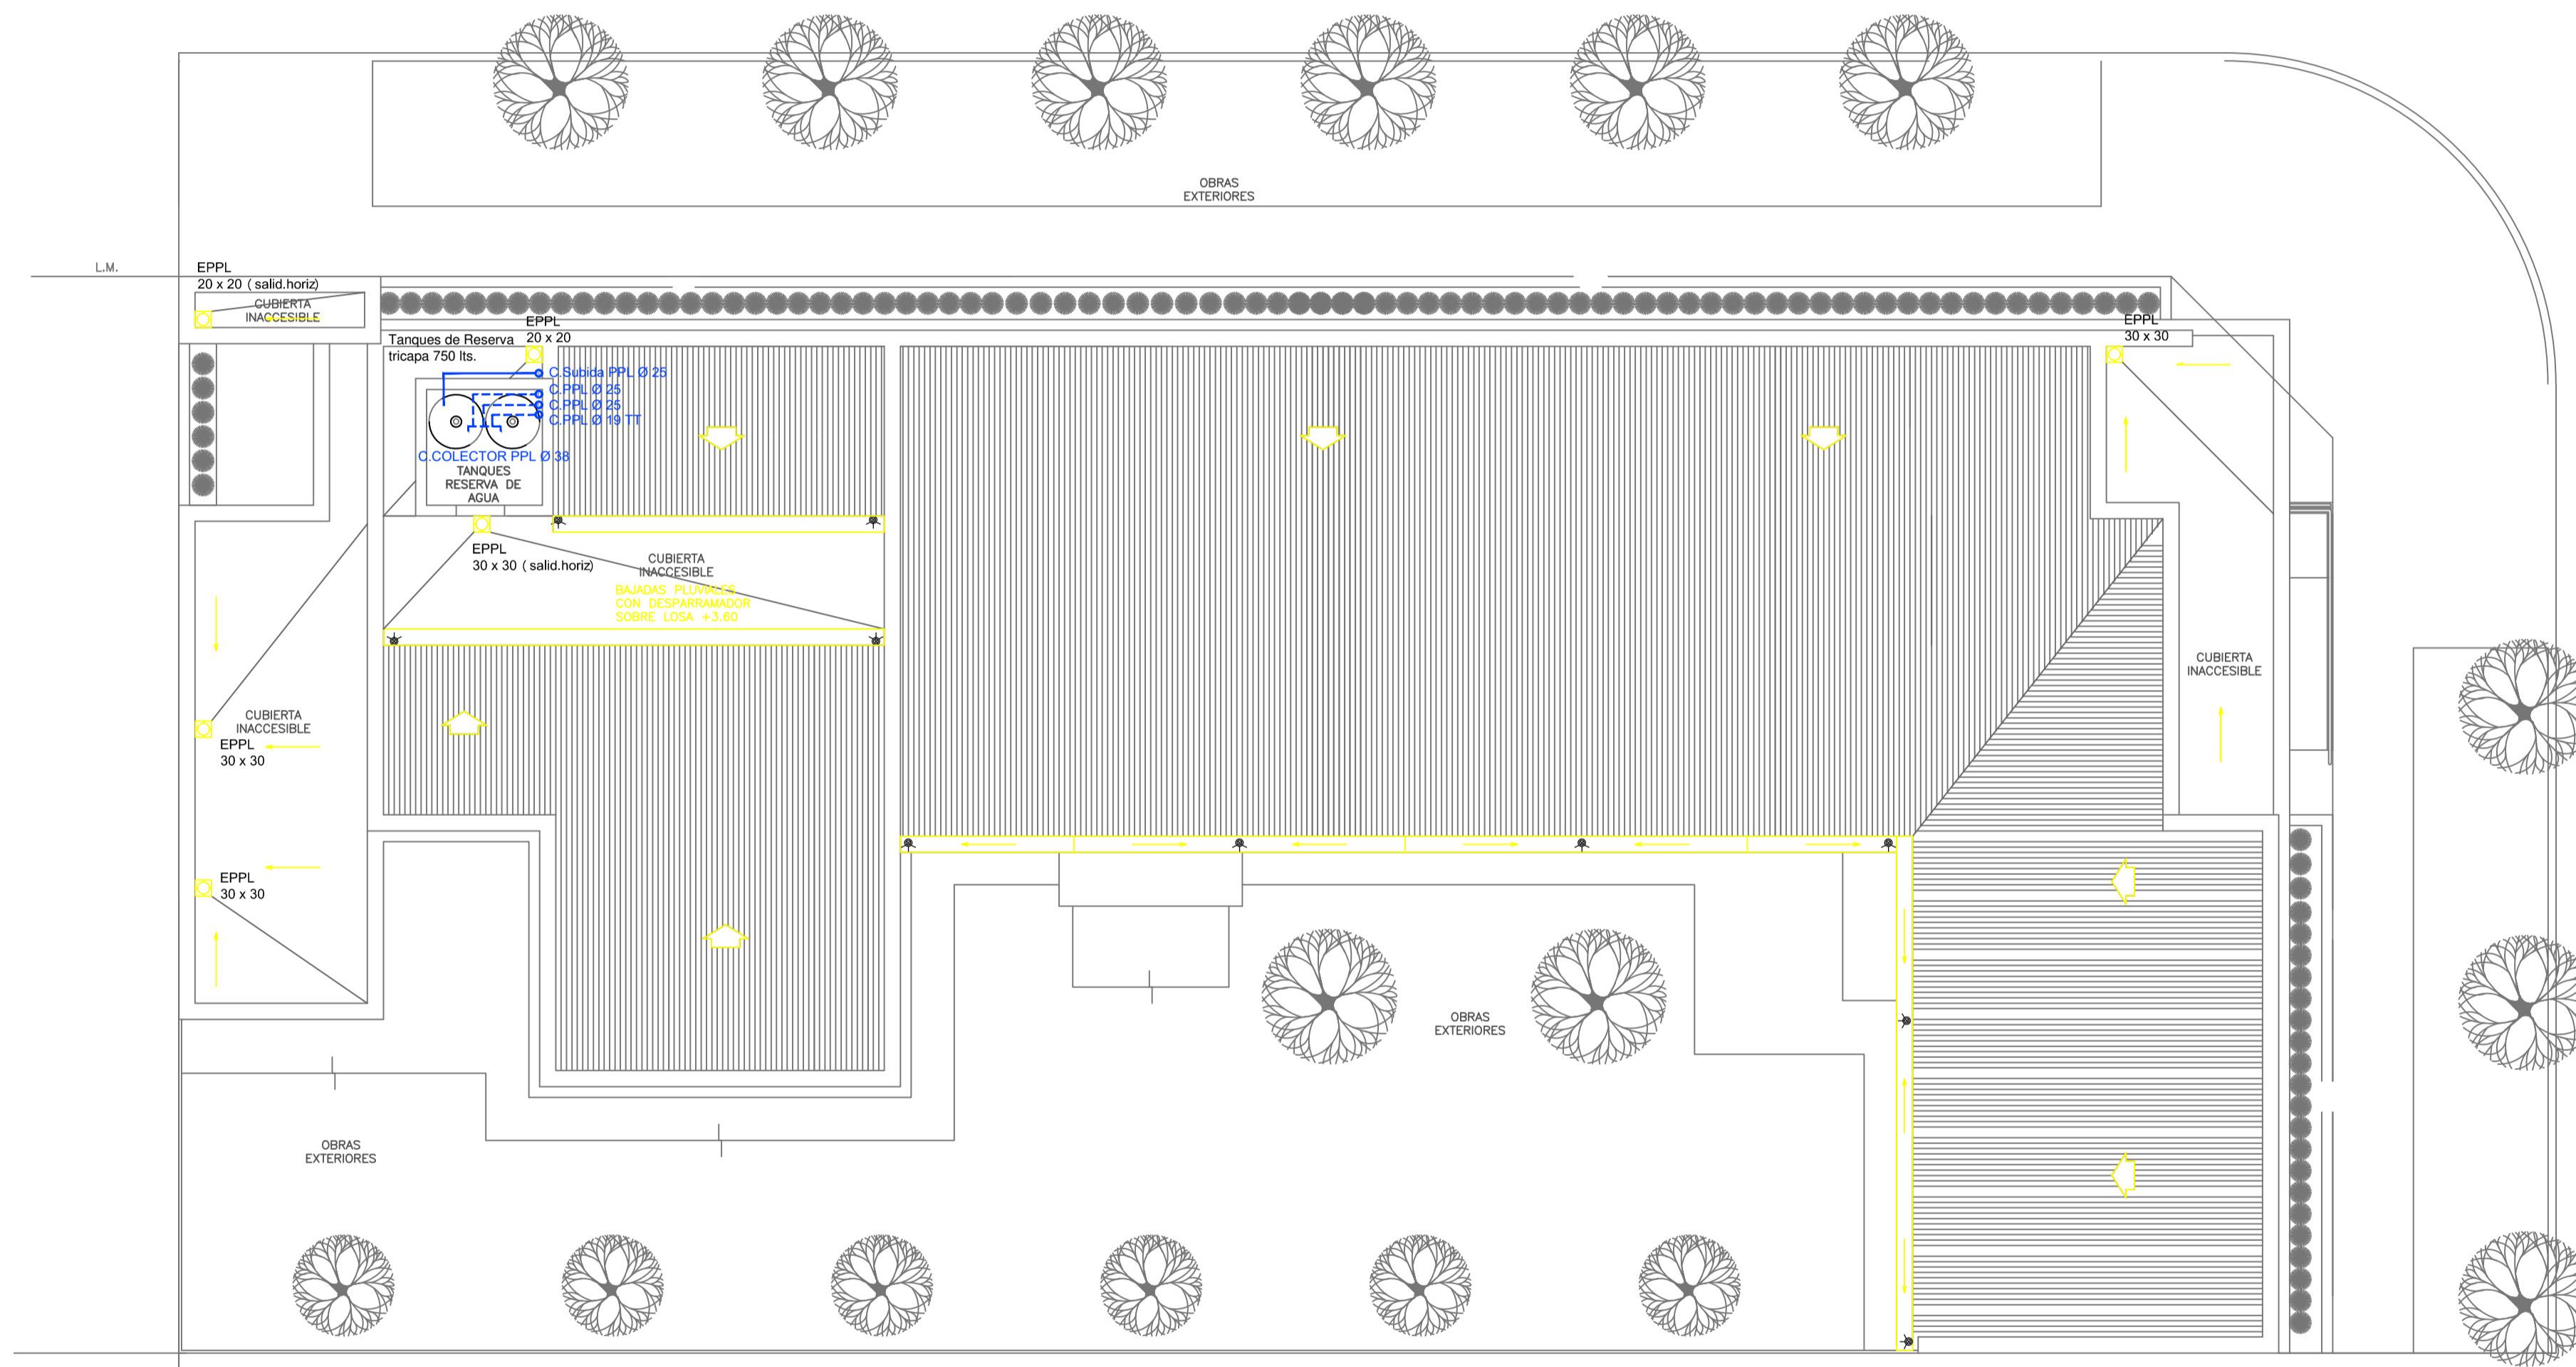 OBRAS
EXTERIORES
L.M.
EPPL
20 x 20 ( salid.horiz)
CUBIERTA
INACCESIBLE
Tanques de Reserva
tricapa 750 lts.
EPPL
20 x 20
EPPL
30 x 30
C.Subida PPL Ø 25
C.PPL Ø 25
C.PPL Ø 25
C.PPL Ø 19 TT
C.COLECTOR PPL Ø 38
TANQUES
RESERVA DE
AGUA
EPPL
30 x 30 ( salid.horiz)
CUBIERTA
INACCESIBLE
BAJADAS PLUVIALES
CON DESPARRAMADOR
SOBRE LOSA +3.60
CUBIERTA
INACCESIBLE
CUBIERTA
INACCESIBLE
EPPL
30 x 30
EPPL
30 x 30
OBRAS
EXTERIORES
OBRAS
EXTERIORES